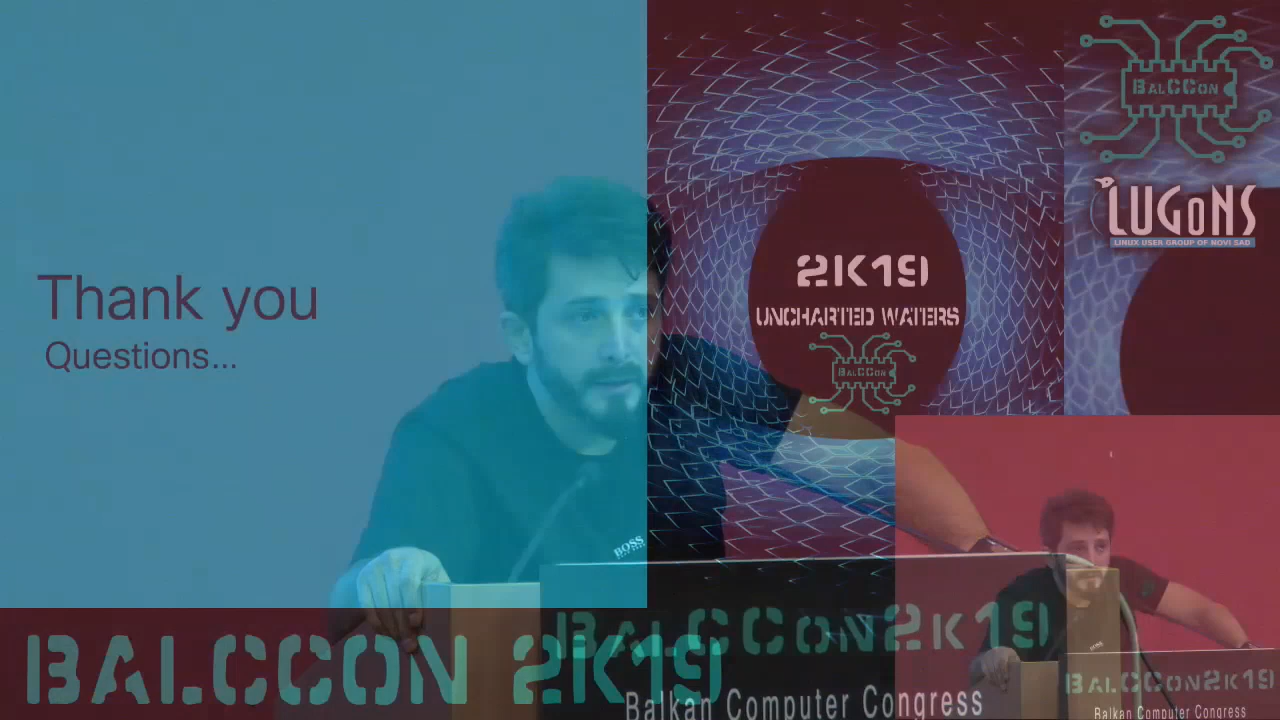 BALCCON
LUGONS
LINUX USER GROUP OF NOVI SAD
2K19
UNCHARTED WATERS
BALCCON
Thank you
Questions...
BOSS
BALCCON2K19
Balkan Computer Congress
BALCCON 2K19
BALCCON2K19
Balkan Computer Congress